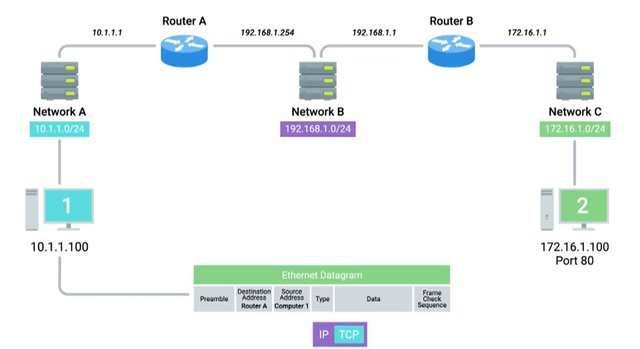 Router A
Router B
10.1.1.1
192.168.1.254
192.168.1.1
172.16.1.1
Network A
Network B
Network C
10.1.1.0/24
192.168.1.0/24
172.16.1.0/24
1
2
10.1.1.100
172.16.1.100
Port 80
Ethernet Datagram
Preamble
Destination
Address
Router A
Source
Address
Computer 1
Type
Data
Frame
Check
Sequence
IP
TCP